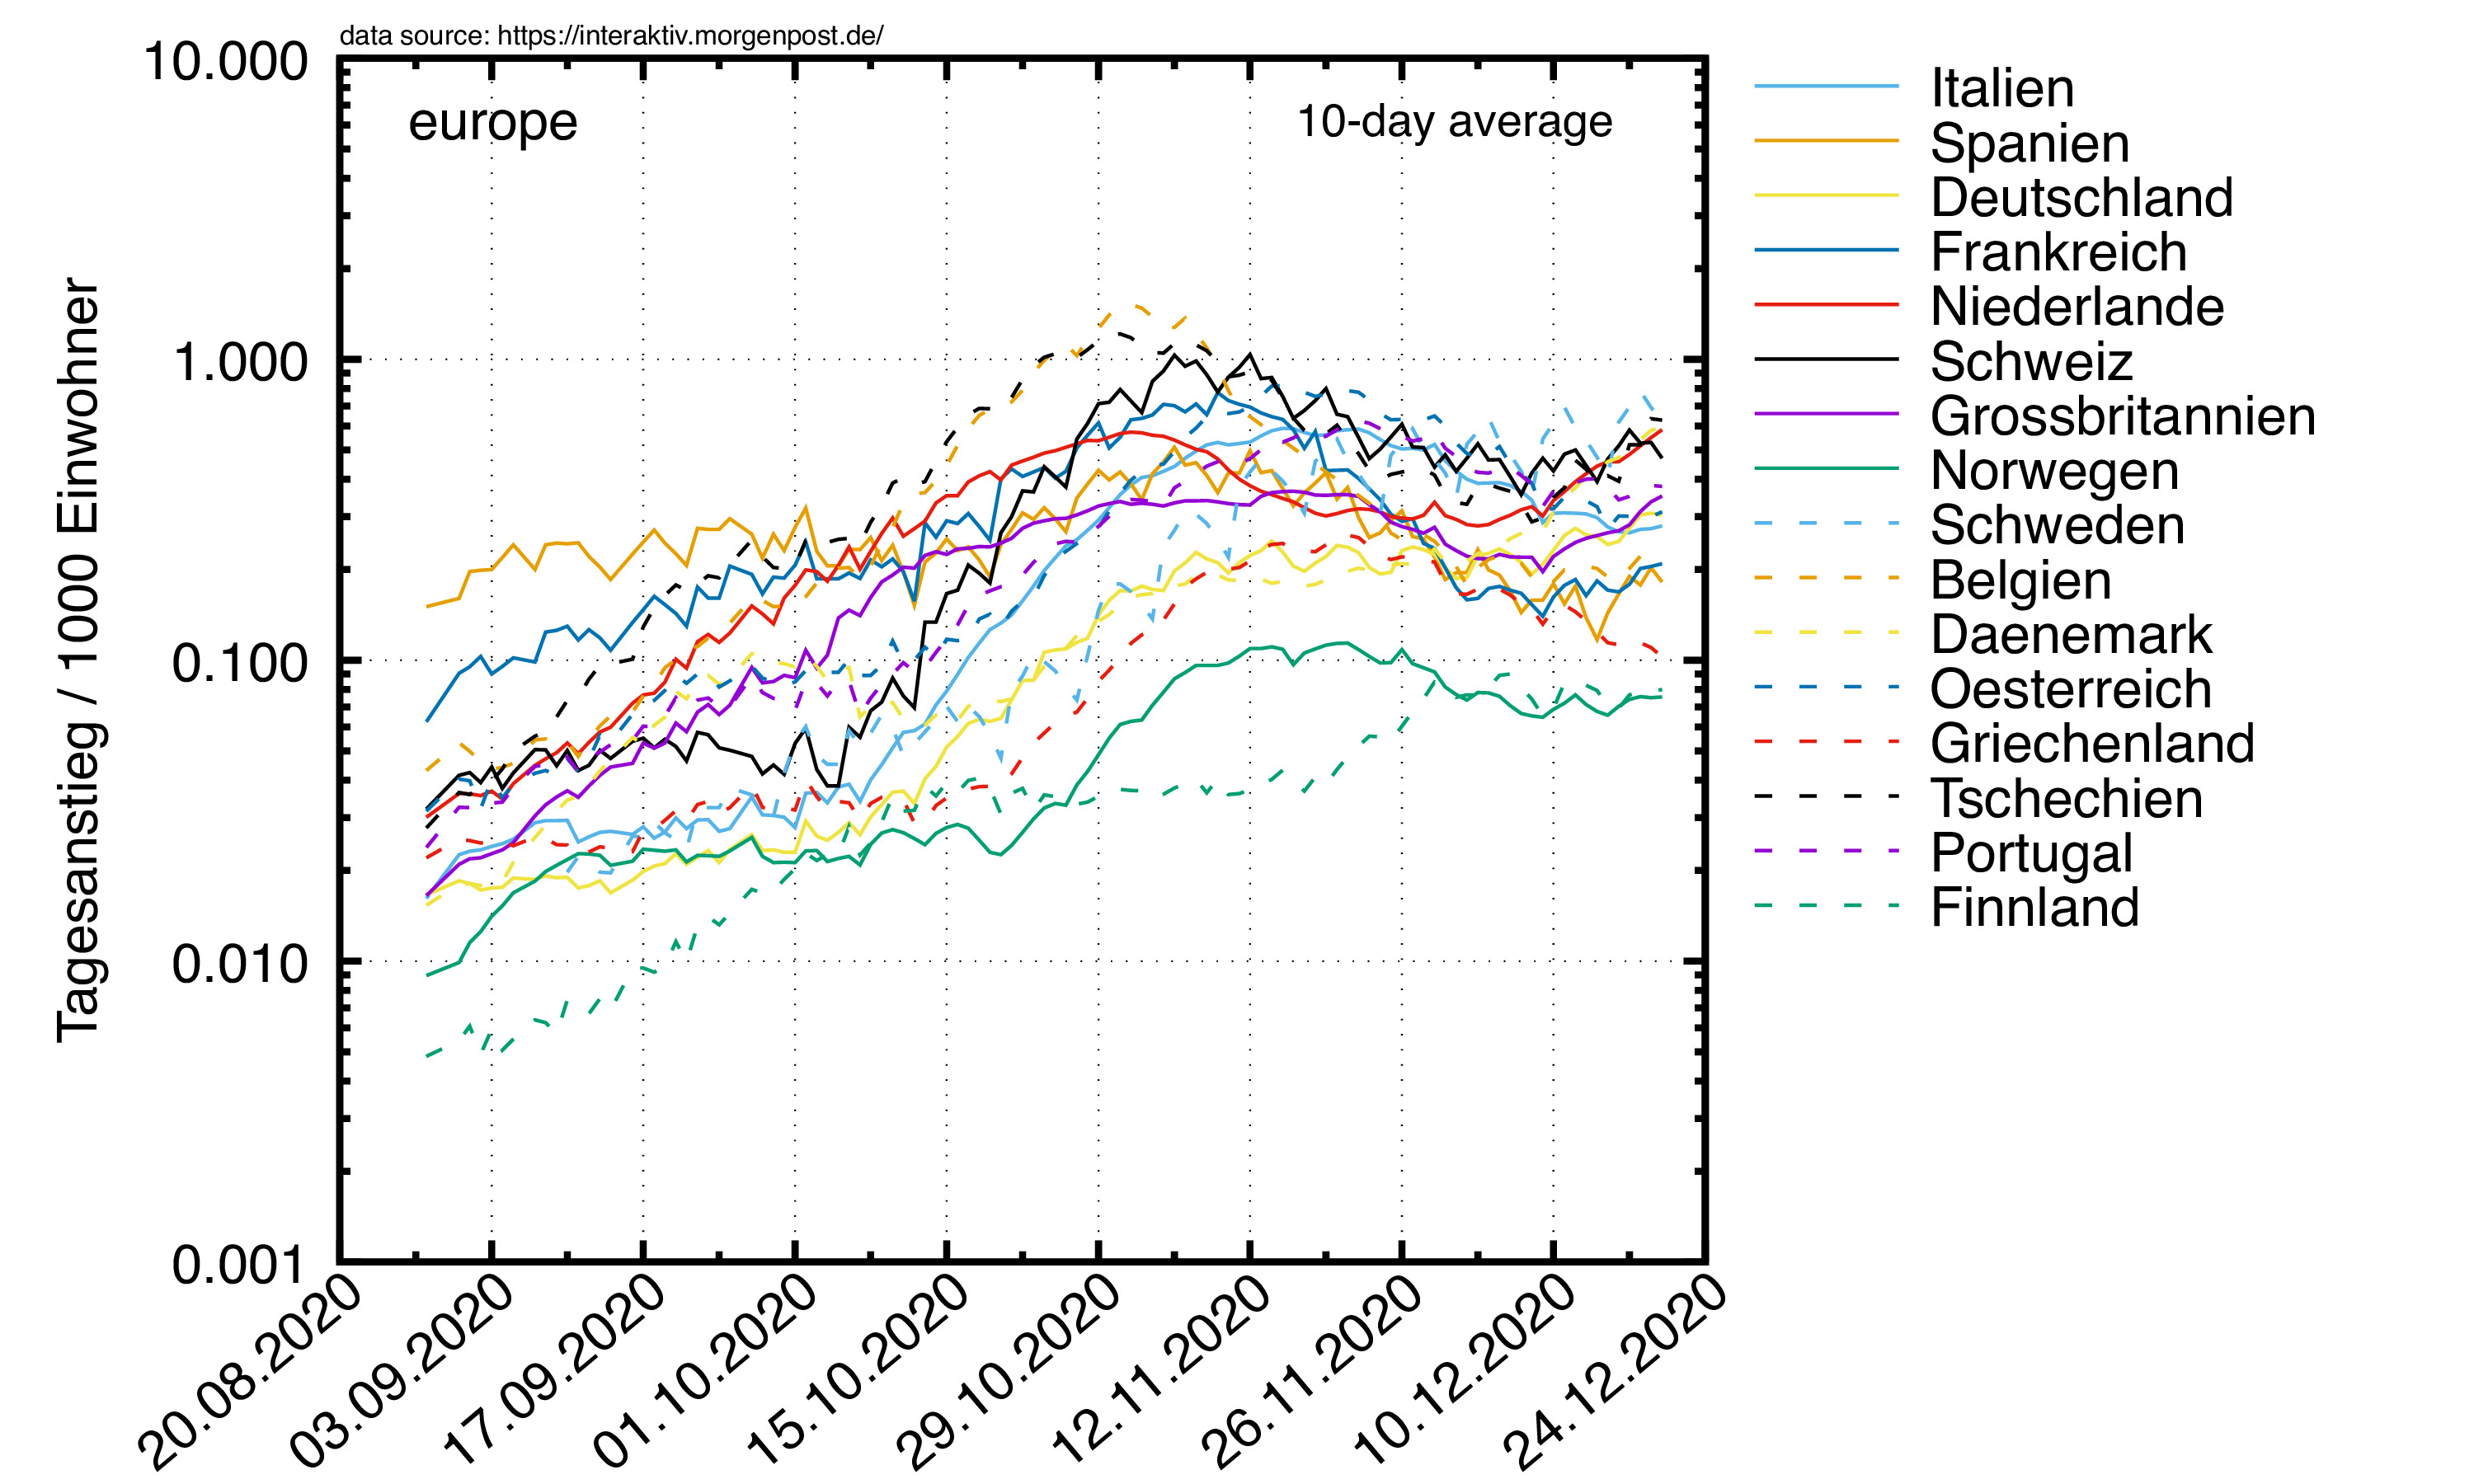 data source: https://interaktiv.morgenpost.de/
europe
10-day average
Tagesanstieg / 1000 Einwohner
10.000
1.000
0.100
0.010
0.001
20.08.2020
03.09.2020
17.09.2020
01.10.2020
15.10.2020
29.10.2020
12.11.2020
26.11.2020
10.12.2020
24.12.2020
Italien
Spanien
Deutschland
Frankreich
Niederlande
Schweiz
Grossbritannien
Norwegen
Schweden
Belgien
Daenemark
Oesterreich
Griechenland
Tschechien
Portugal
Finnland